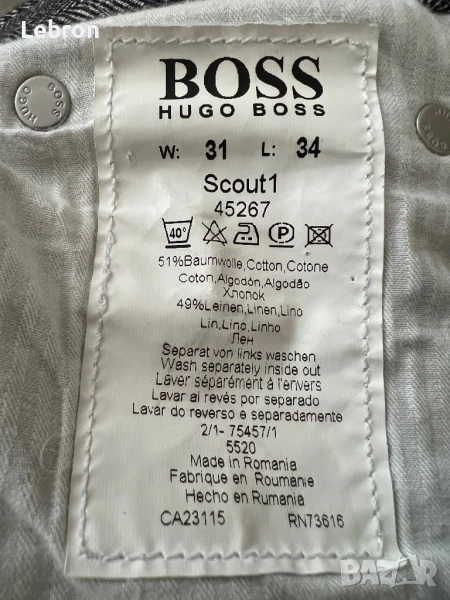 Lebron
BOSS
HUGO BOSS
W: 31 L: 34
Scout1
45267
40°
P
51%Baumwolle,Cotton,Cotone
Coton,Algodón,Algodão
Хлопок
49%Leinen,Linen,Lino
Lin,Lino,Linho
Лен
Separat von links waschen
Wash separately inside out
Laver séparément à l'envers
Lavar al revés por separado
Lavar do reverso e separadamente
2/1- 75457/1
5520
Made in Romania
Fabrique en Roumanie
Hecho en Rumania
CA23115 RN73616
HUGO BOSS
BOSS
BAZAR.BG